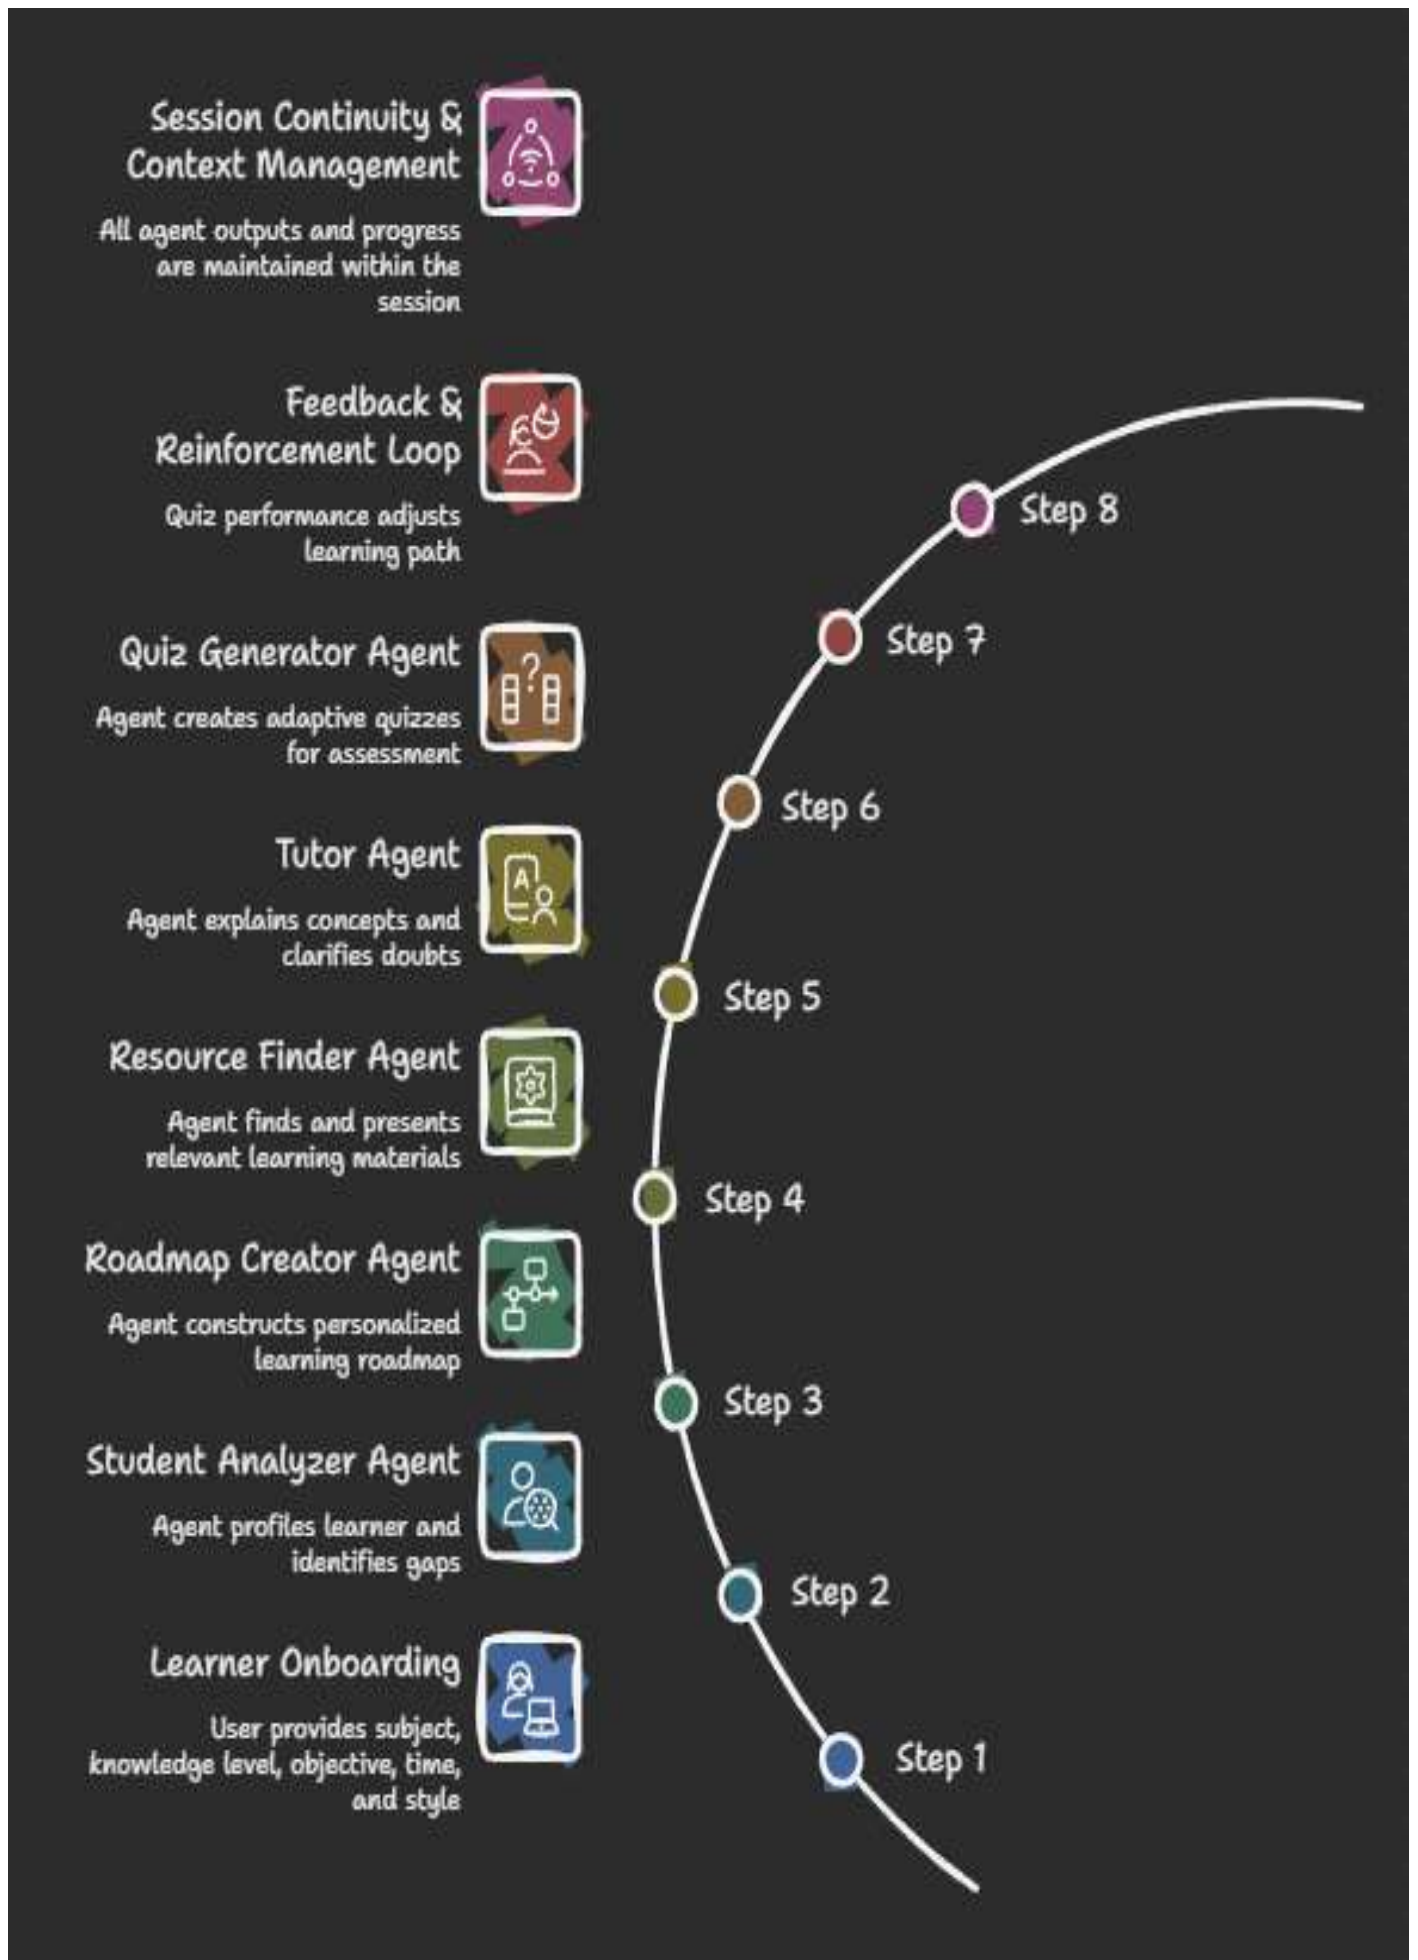 Session Continuity &
Context Management
All agent outputs and progress
are maintained within the
session
Feedback &
Reinforcement Loop
Quiz performance adjusts
learning path
Quiz Generator Agent
Agent creates adaptive quizzes
for assessment
Tutor Agent
Agent explains concepts and
clarifies doubts
Resource Finder Agent
Agent finds and presents
relevant learning materials
Roadmap Creator Agent
Agent constructs personalized
learning roadmap
Student Analyzer Agent
Agent profiles learner and
identifies gaps
Learner Onboarding
User provides subject,
knowledge level, objective, time,
and style
Step 8
Step 7
Step 6
Step 5
Step 4
Step 3
Step 2
Step 1
?
A